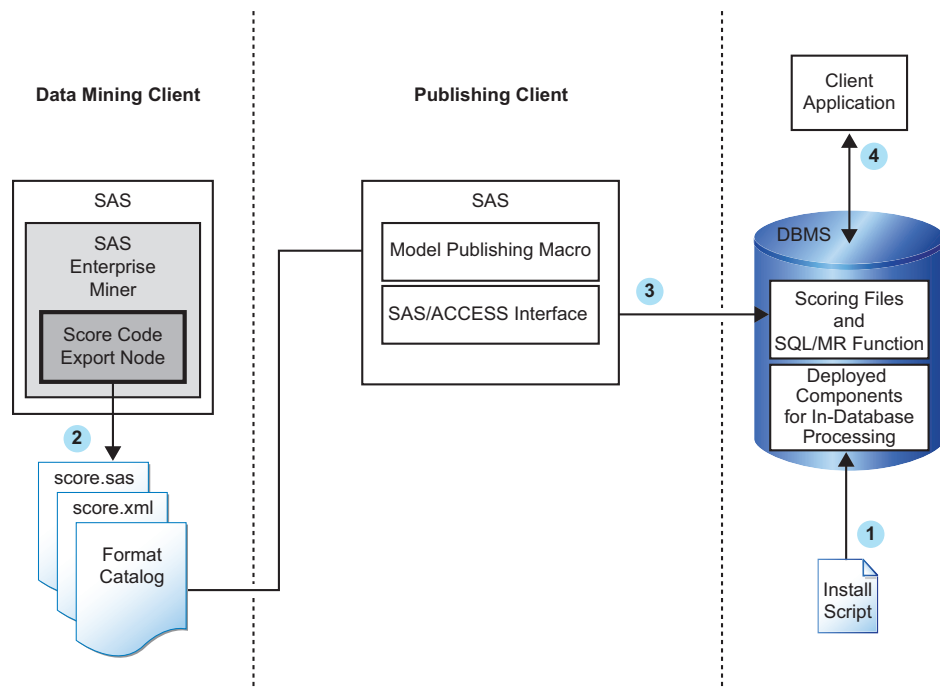 Data Mining Client
SAS
SAS
Enterprise
Miner
Score Code
Export Node
2
score.sas
score.xml
Format
Catalog
Publishing Client
SAS
Model Publishing Macro
SAS/ACCESS Interface
3
Client
Application
4
DBMS
Scoring Files
and
SQL/MR Function
Deployed
Components
for In-Database
Processing
1
Install
Script